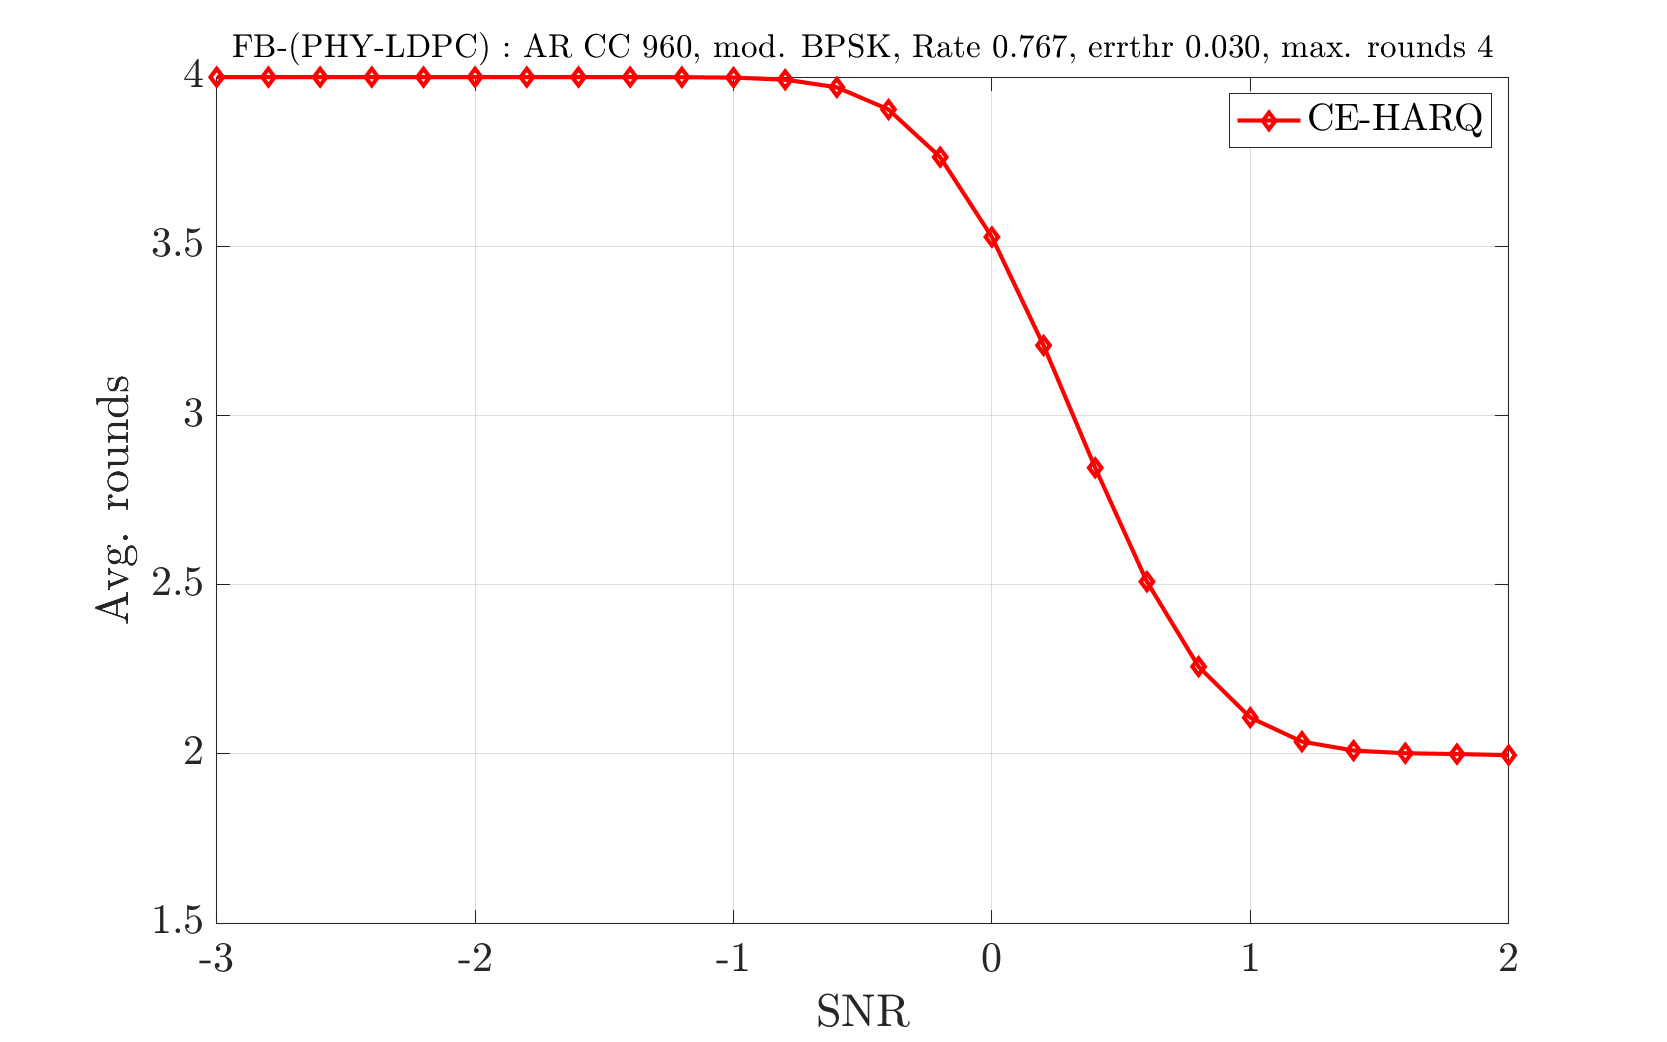 FB-(PHY-LDPC) : AR CC 960, mod. BPSK, Rate 0.767, errthr 0.030, max. rounds 4
CE-HARQ
4
3.5
3
2.5
2
1.5
Avg. rounds
-3 -2 -1 0 1 2
SNR